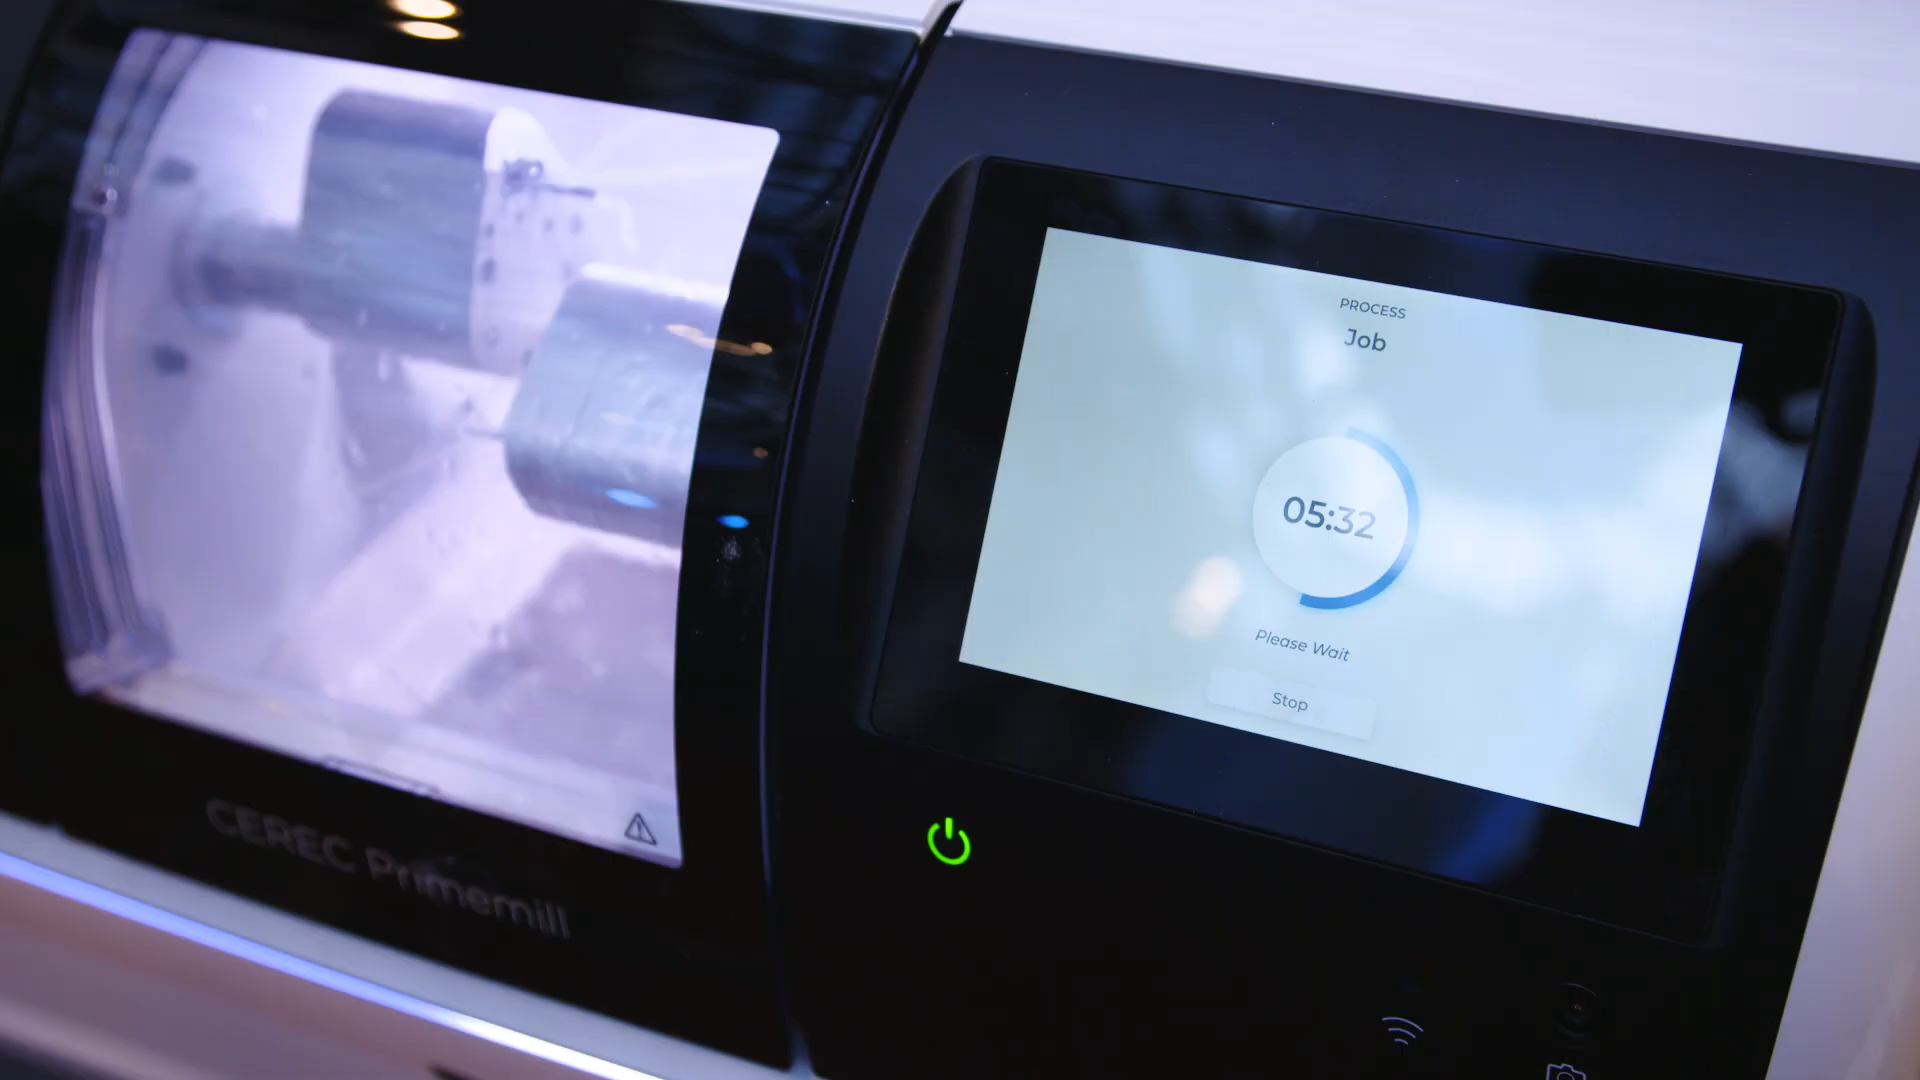 PROCESS
Job
05:32
Please Wait
Stop
CEREC Primemill